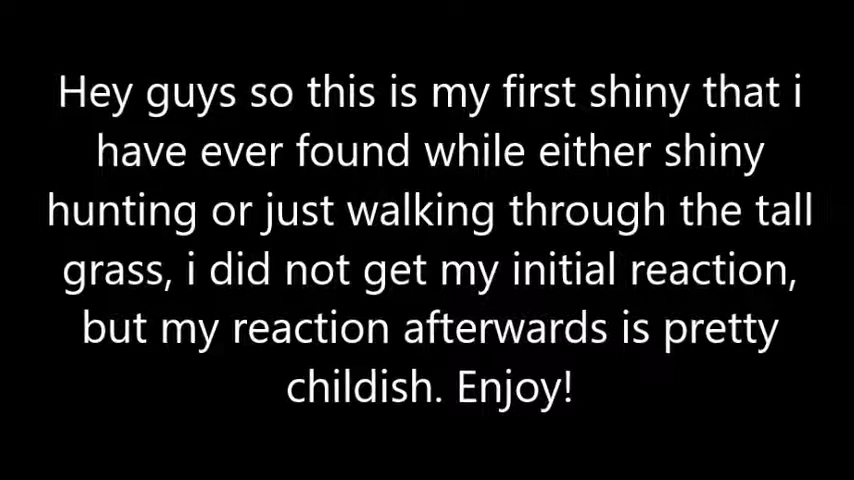 Hey guys so this is my first shiny that i
have ever found while either shiny
hunting or just walking through the tall
grass, i did not get my initial reaction,
but my reaction afterwards is pretty
childish. Enjoy!